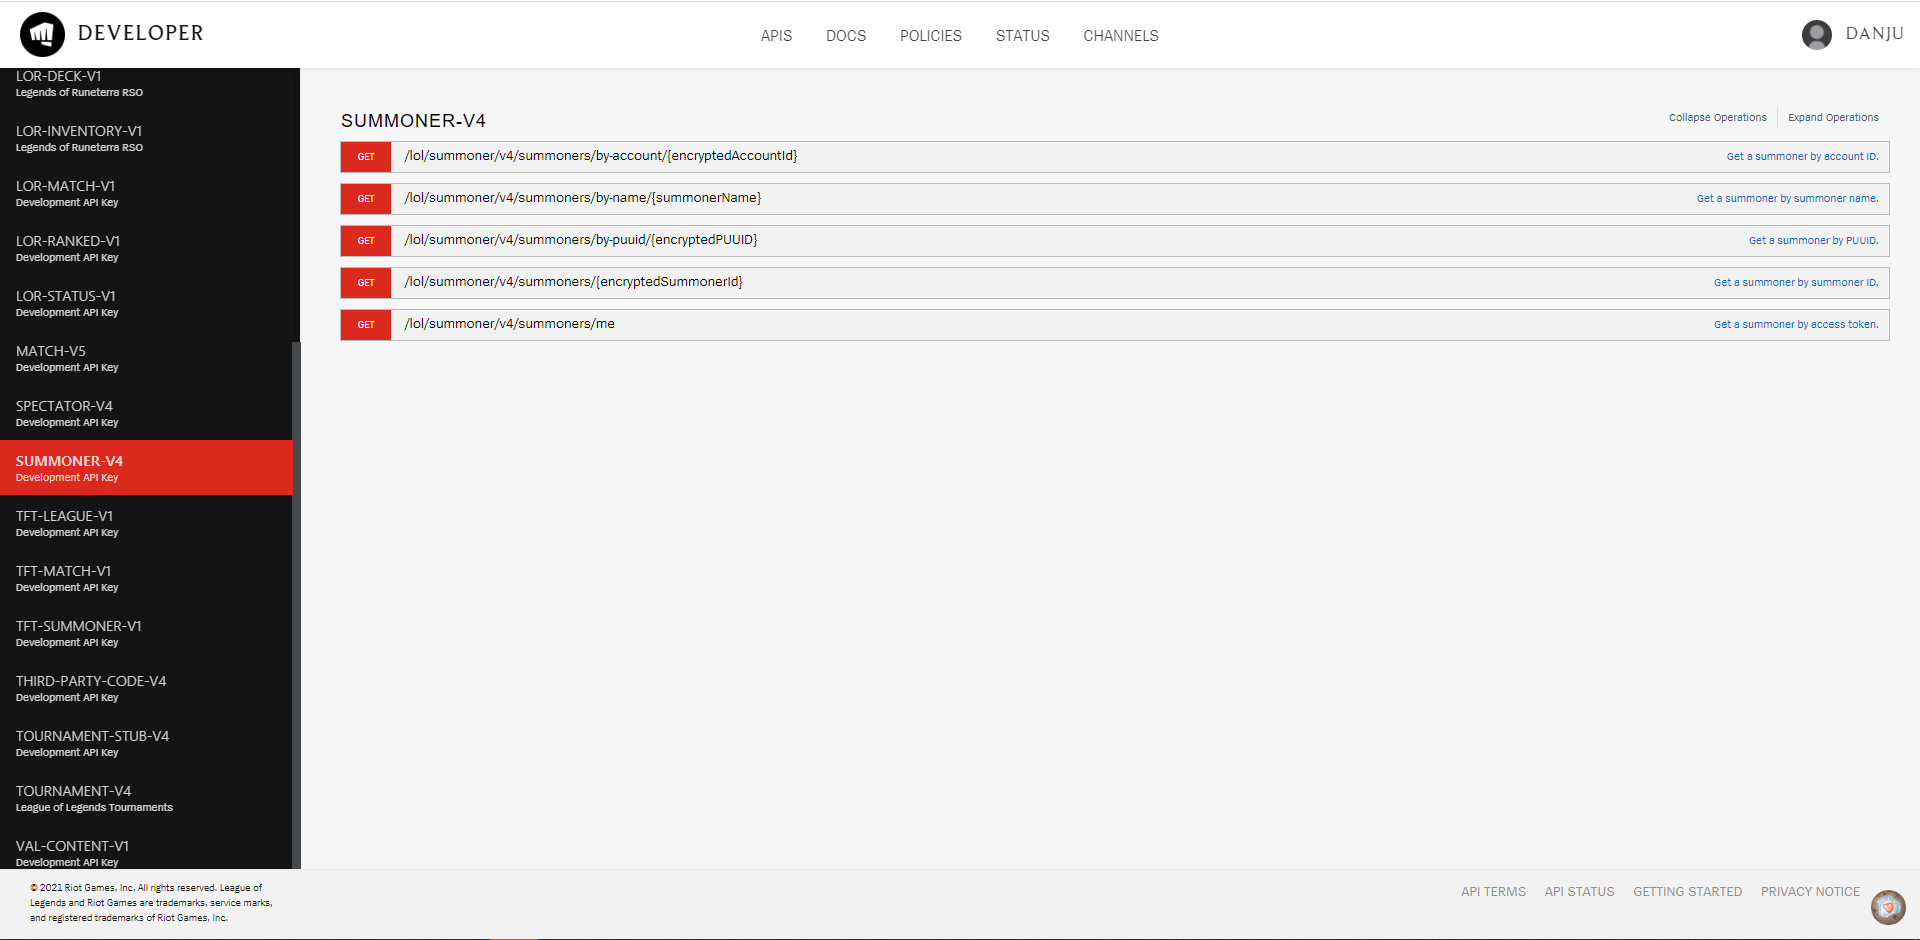 DEVELOPER
APIS DOCS POLICIES STATUS CHANNELS
DANJU
LOR-DECK-V1
Legends of Runeterra RSO
LOR-INVENTORY-V1
Legends of Runeterra RSO
LOR-MATCH-V1
Development API Key
LOR-RANKED-V1
Development API Key
LOR-STATUS-V1
Development API Key
MATCH-V5
Development API Key
SPECTATOR-V4
Development API Key
SUMMONER-V4
Development API Key
TFT-LEAGUE-V1
Development API Key
TFT-MATCH-V1
Development API Key
TFT-SUMMONER-V1
Development API Key
THIRD-PARTY-CODE-V4
Development API Key
TOURNAMENT-STUB-V4
Development API Key
TOURNAMENT-V4
League of Legends Tournaments
VAL-CONTENT-V1
Development API Key
SUMMONER-V4
Collapse Operations Expand Operations
GET /lol/summoner/v4/summoners/by-account/{encryptedAccountId} Get a summoner by account ID.
GET /lol/summoner/v4/summoners/by-name/{summonerName} Get a summoner by summoner name.
GET /lol/summoner/v4/summoners/by-puuid/{encryptedPUUID} Get a summoner by PUUID.
GET /lol/summoner/v4/summoners/{encryptedSummonerId} Get a summoner by summoner ID.
GET /lol/summoner/v4/summoners/me Get a summoner by access token.
© 2021 Riot Games, Inc. All rights reserved. League of
Legends and Riot Games are trademarks, service marks,
and registered trademarks of Riot Games, Inc.
API TERMS API STATUS GETTING STARTED PRIVACY NOTICE